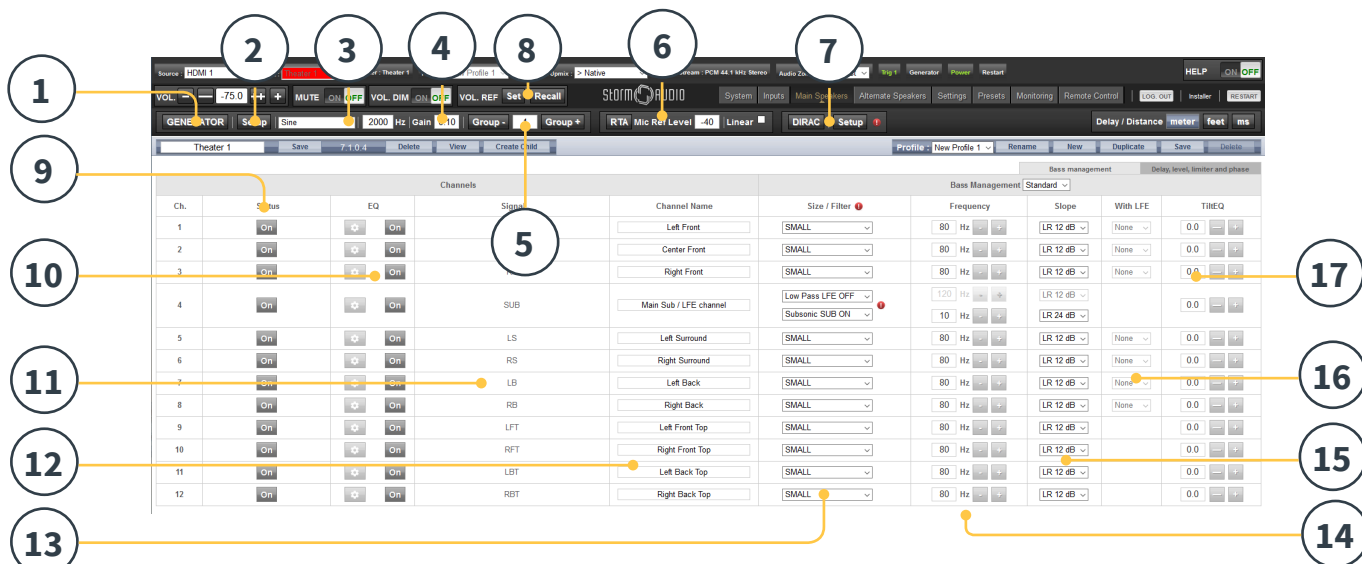 2 3 4 8 6 7
Source : HDMI 1 Theater 1 : Theater 1 Profile 1 Upmix : > Native Stream : PCM 44.1 kHz Stereo Audio Trig 1 Generator Power Restart HELP ON OFF
1
VOL. -75.0 MUTE ON OFF VOL. DIM ON OFF VOL. REF Set Recall STORM AUDIO System Inputs Main Speakers Alternate Speakers Settings Presets Monitoring Remote Control LOG. OUT Installer RESTART
GENERATOR Setup Sine 2000 Hz Gain Group - Group + RTA Mic Ref Level -40 Linear DIRAC Setup Delay / Distance meter feet ms
Theater 1 Save 7.1.0.4 Delete View Create Child Profile : New Profile 1 Rename New Duplicate Save Delete
9
Bass management Delay, level, limiter and phase
Channels Bass Management Standard
Ch. Status EQ Signal Channel Name Size / Filter Frequency Slope With LFE TiltEQ
1 On On Left Front SMALL 80 Hz - + LR 12 dB None 0.0 — +
5
2 On On Center Front SMALL 80 Hz - + LR 12 dB None 0.0 — +
10 17
3 On On Right Front SMALL 80 Hz - + LR 12 dB None 0.0 — +
Low Pass LFE OFF 120 Hz - + LR 12 dB
4 On On SUB Main Sub / LFE channel 0.0 — +
Subsonic SUB ON 10 Hz - + LR 24 dB
5 On On LS Left Surround SMALL 80 Hz - + LR 12 dB None 0.0 — +
6 On On RS Right Surround SMALL 80 Hz - + LR 12 dB None 0.0 — +
11 16
7 On On LB Left Back SMALL 80 Hz - + LR 12 dB None 0.0 — +
8 On On RB Right Back SMALL 80 Hz - + LR 12 dB None 0.0 — +
9 On On LFT Left Front Top SMALL 80 Hz - + LR 12 dB 0.0 — +
10 On On RFT Right Front Top SMALL 80 Hz - + LR 12 dB 0.0 — +
12 15
11 On On LBT Left Back Top SMALL 80 Hz - + LR 12 dB 0.0 — +
12 On On RBT Right Back Top SMALL 80 Hz - + LR 12 dB 0.0 — +
13 14